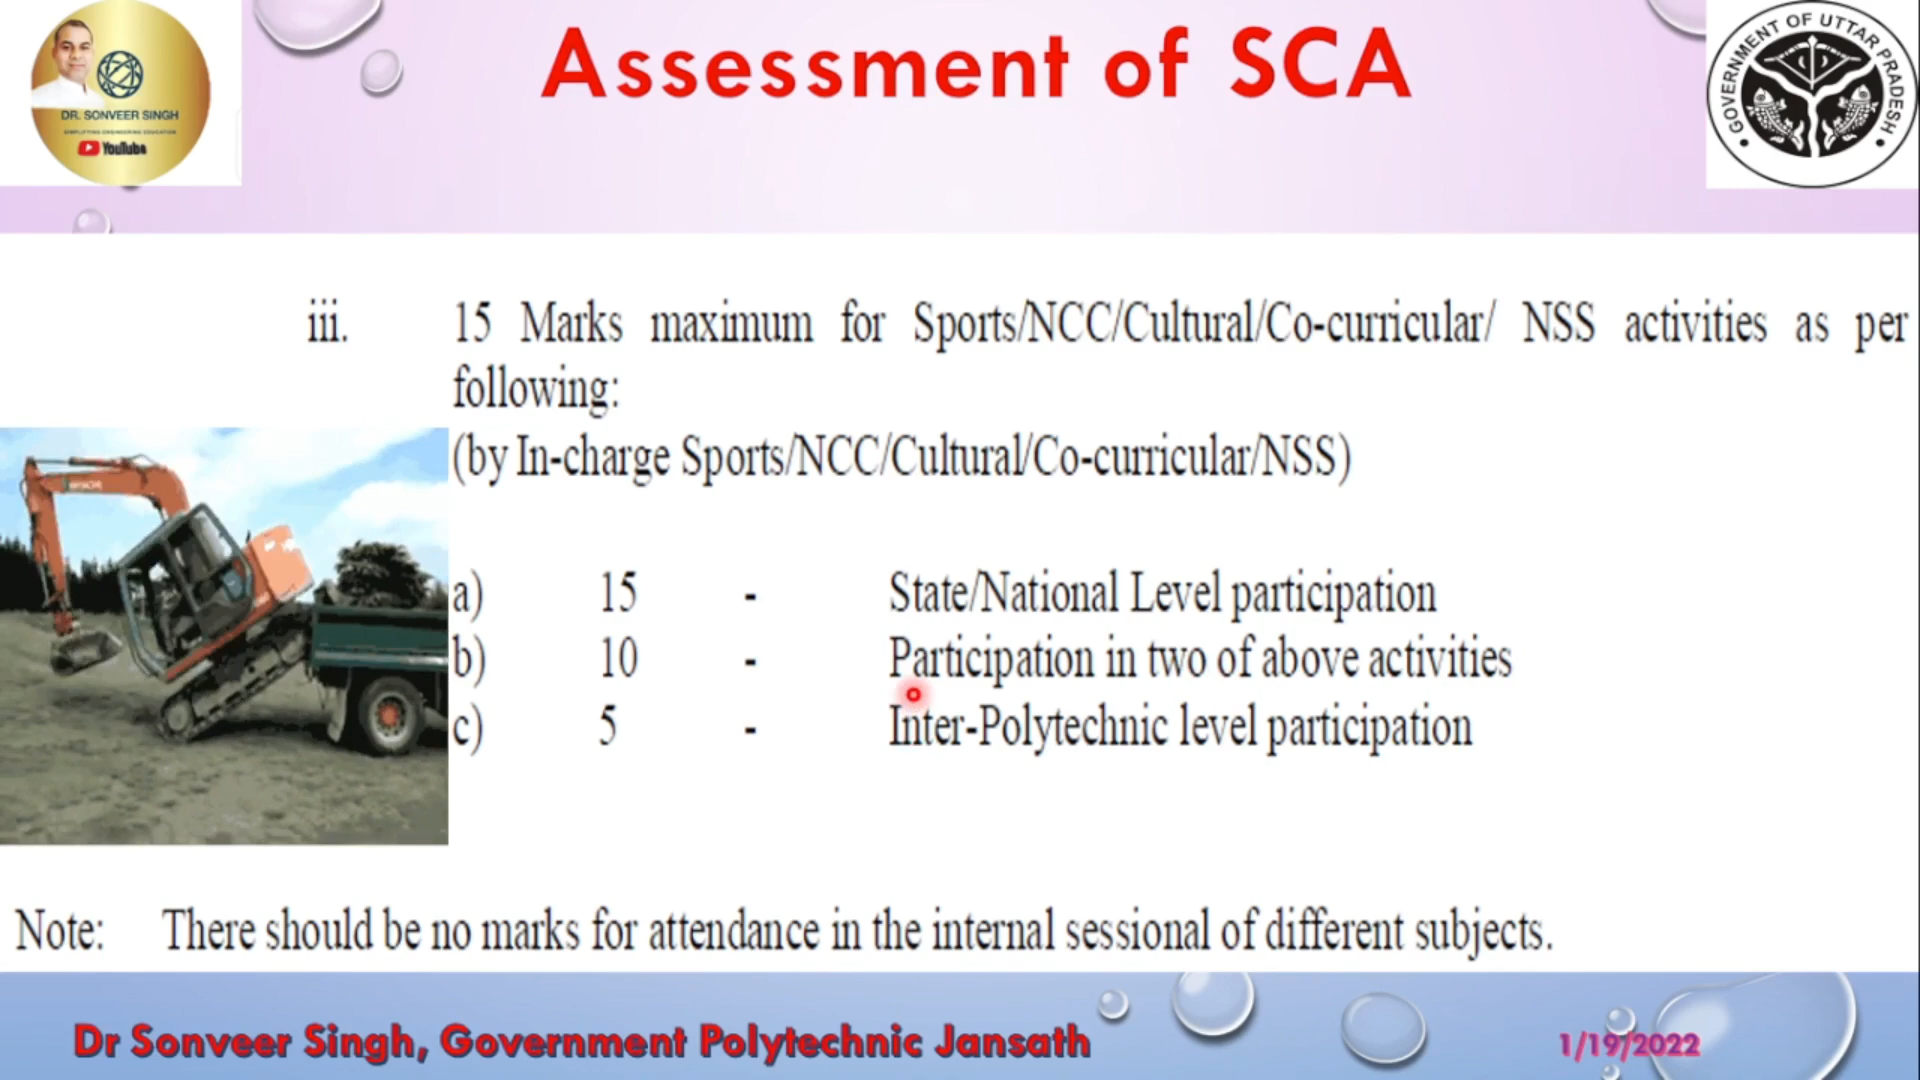 Assessment of SCA
DR. SONVEER SINGH
SIMPLIFYING ENGINEERING EDUCATION
YouTube
GOVERNMENT OF UTTAR PRADESH
iii. 15 Marks maximum for Sports/NCC/Cultural/Co-curricular/ NSS activities as per
following:
(by In-charge Sports/NCC/Cultural/Co-curricular/NSS)
a) 15 - State/National Level participation
b) 10 - Participation in two of above activities
c) 5 - Inter-Polytechnic level participation
Note: There should be no marks for attendance in the internal sessional of different subjects.
Dr Sonveer Singh, Government Polytechnic Jansath
1/19/2022